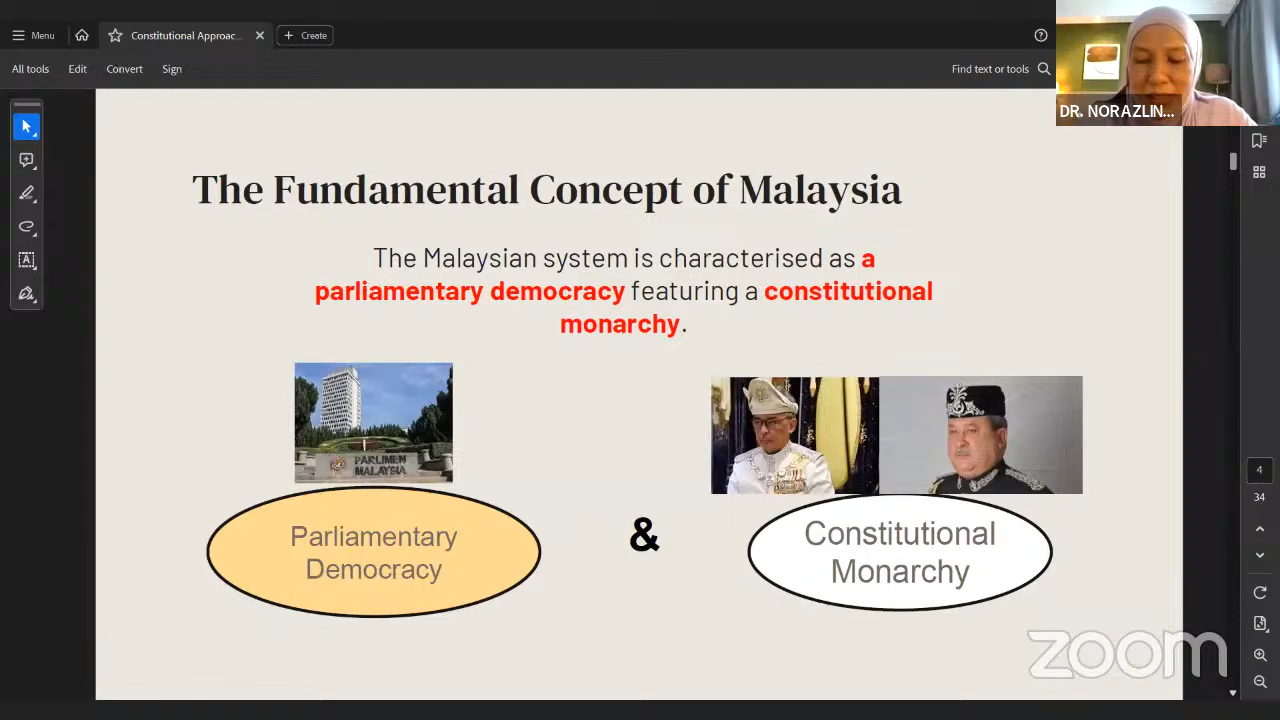 Menu
Constitutional Approac...
Create
All tools
Edit
Convert
Sign
Find text or tools
DR. NORAZLIN...
The Fundamental Concept of Malaysia
The Malaysian system is characterised as a
parliamentary democracy featuring a constitutional
monarchy.
PARLIMEN
MALAYSIA
Parliamentary
Democracy
&
Constitutional
Monarchy
4
34
zoom